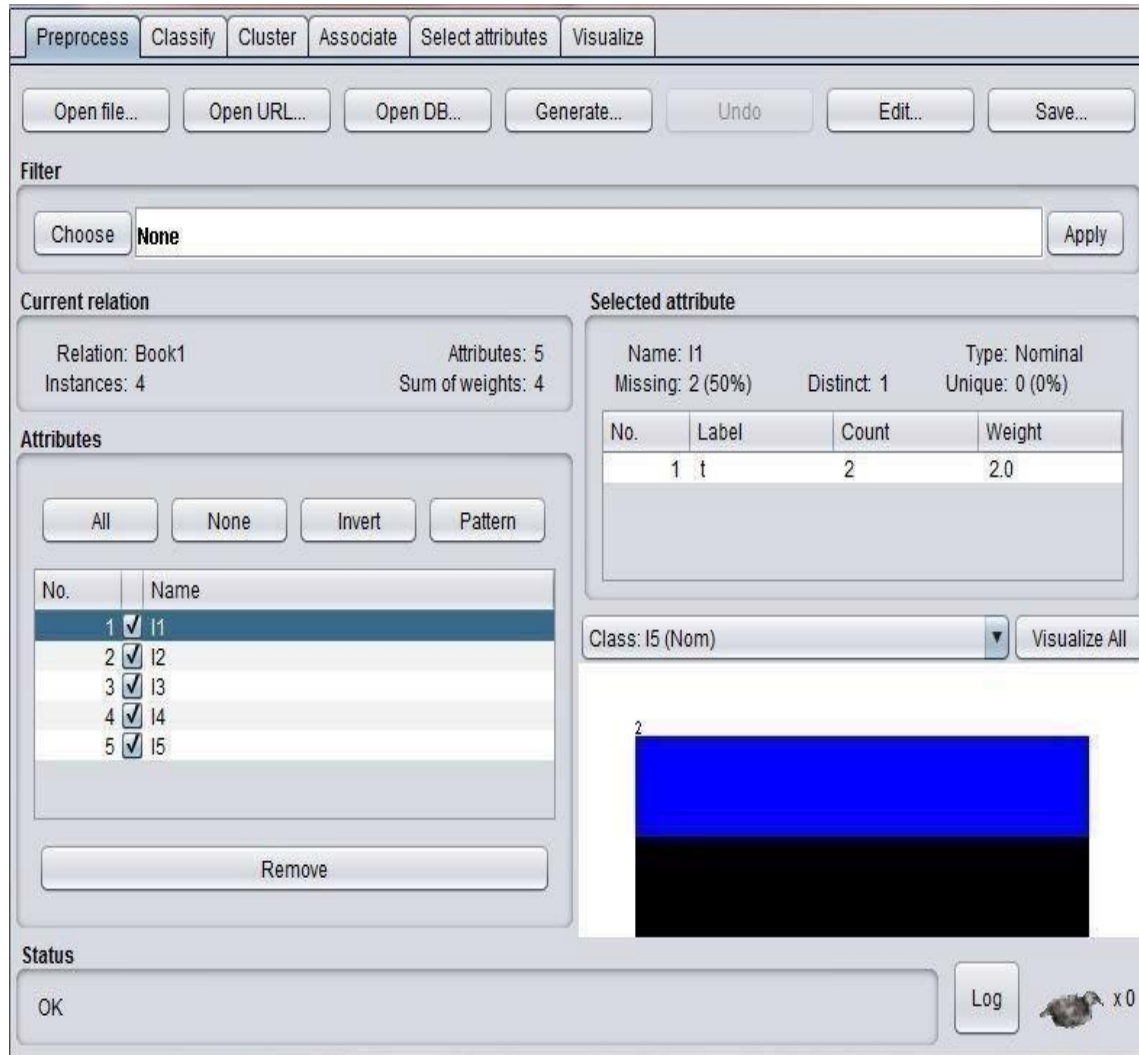 Preprocess Classify Cluster Associate Select attributes Visualize
Open file... Open URL... Open DB... Generate... Undo Edit... Save...
Filter
Choose None Apply
Current relation
Relation: Book1 Attributes: 5
Instances: 4 Sum of weights: 4
Attributes
All None Invert Pattern
No. Name
1 I1
2 I2
3 I3
4 I4
5 I5
Remove
Selected attribute
Name: I1 Type: Nominal
Missing: 2 (50%) Distinct: 1 Unique: 0 (0%)
No. Label Count Weight
1 t 2 2.0
Class: I5 (Nom) Visualize All
2
Status
OK Log x 0